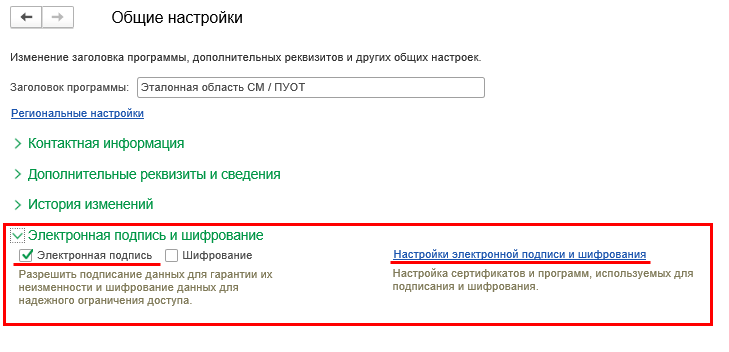 Общие настройки
Изменение заголовка программы, дополнительных реквизитов и других общих настроек.
Заголовок программы: Эталонная область СМ / ПУОТ
Региональные настройки
Контактная информация
Дополнительные реквизиты и сведения
История изменений
Электронная подпись и шифрование
Электронная подпись Шифрование
Разрешить подписание данных для гарантии их
неизменности и шифрование данных для
надежного ограничения доступа.
Настройки электронной подписи и шифрования
Настройка сертификатов и программ, используемых для
подписания и шифрования.